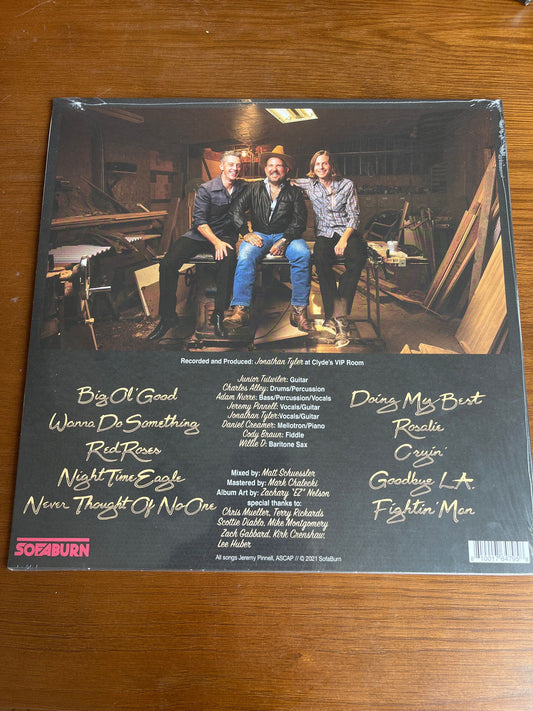 Recorded and Produced: Jonathan Tyler at Clyde's VIP Room
Big Ol' Good
Wanna Do Something
Red Roses
Night Time Eagle
Never Thought Of No One
Junior Tutwiler: Guitar
Charles Alley: Drums/Percussion
Adam Nurre: Bass/Percussion/Vocals
Jeremy Pinnell: Vocals/Guitar
Jonathan Tyler: Vocals/Guitar
Daniel Creamer: Mellotron/Piano
Cody Braun: Fiddle
Willie D: Baritone Sax
Mixed by: Matt Schuessler
Mastered by: Mark Chalecki
Album Art by: Zachary "EZ" Nelson
special thanks to:
Chris Mueller, Terry Rickards
Scottie Diablo, Mike Montgomery
Zach Gabbard, Kirk Crenshaw,
Lee Huber
Doing My Best
Rosalie
Cryin'
Goodbye L.A.
Fightin' Man
SOFABURN
All songs Jeremy Pinnell, ASCAP // © 2021 SofaBurn